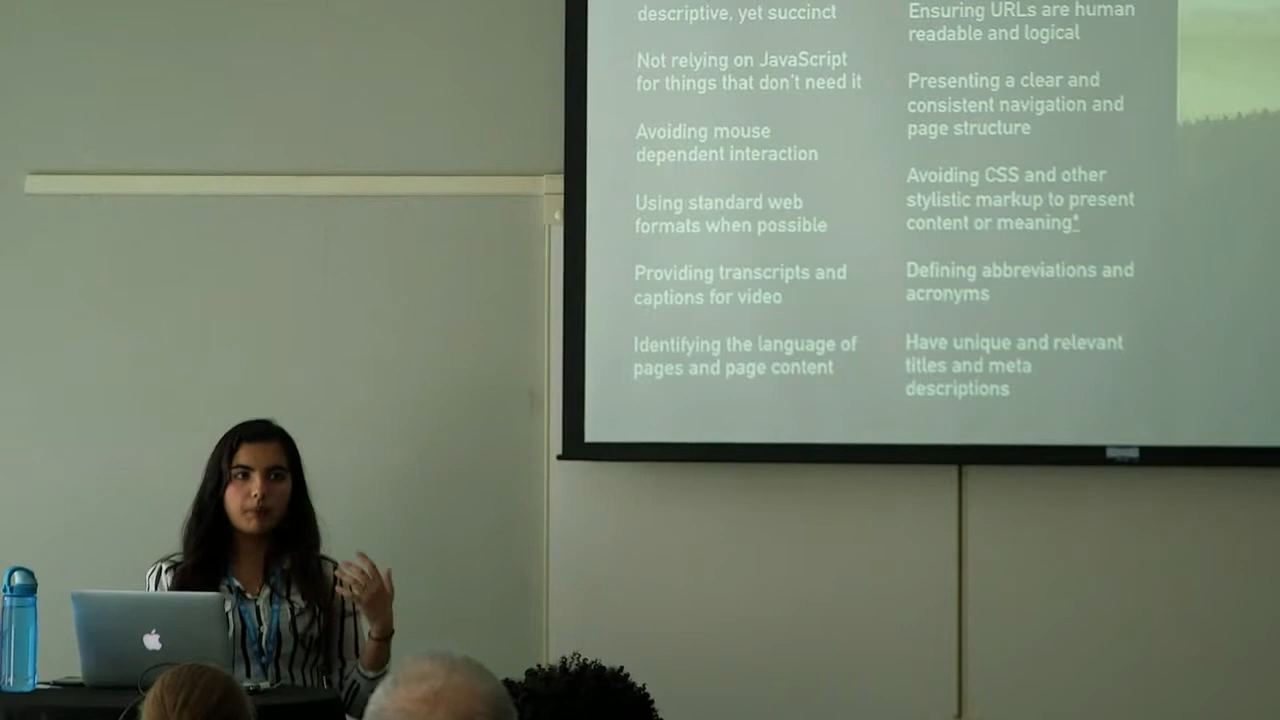 descriptive, yet succinct
Not relying on JavaScript
for things that don't need it
Avoiding mouse
dependent interaction
Using standard web
formats when possible
Providing transcripts and
captions for video
Identifying the language of
pages and page content
Ensuring URLs are human
readable and logical
Presenting a clear and
consistent navigation and
page structure
Avoiding CSS and other
stylistic markup to present
content or meaning*
Defining abbreviations and
acronyms
Have unique and relevant
titles and meta
descriptions